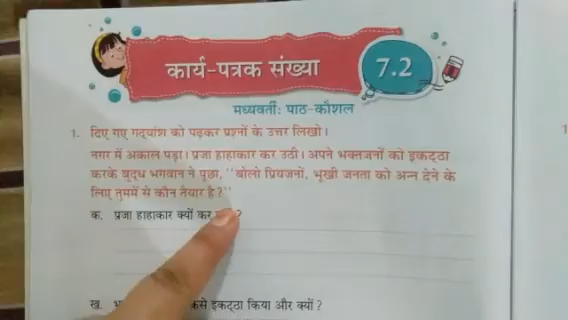 कार्य-पत्रक संख्या
7.2
मध्यवर्ती: पाठ-कौशल
1. दिए गए गद्यांश को पढ़कर प्रश्नों के उत्तर लिखो।
नगर में अकाल पड़ा। प्रजा हाहाकार कर उठी। अपने भक्तजनों को इकट्ठा
करके बुद्ध भगवान ने पूछा, ''बोलो प्रियजनों, भूखी जनता को अन्न देने के
लिए तुममें से कौन तैयार है?''
क. प्रजा हाहाकार क्यों कर ?
ख. किसे इकट्ठा किया और क्यों ?
1